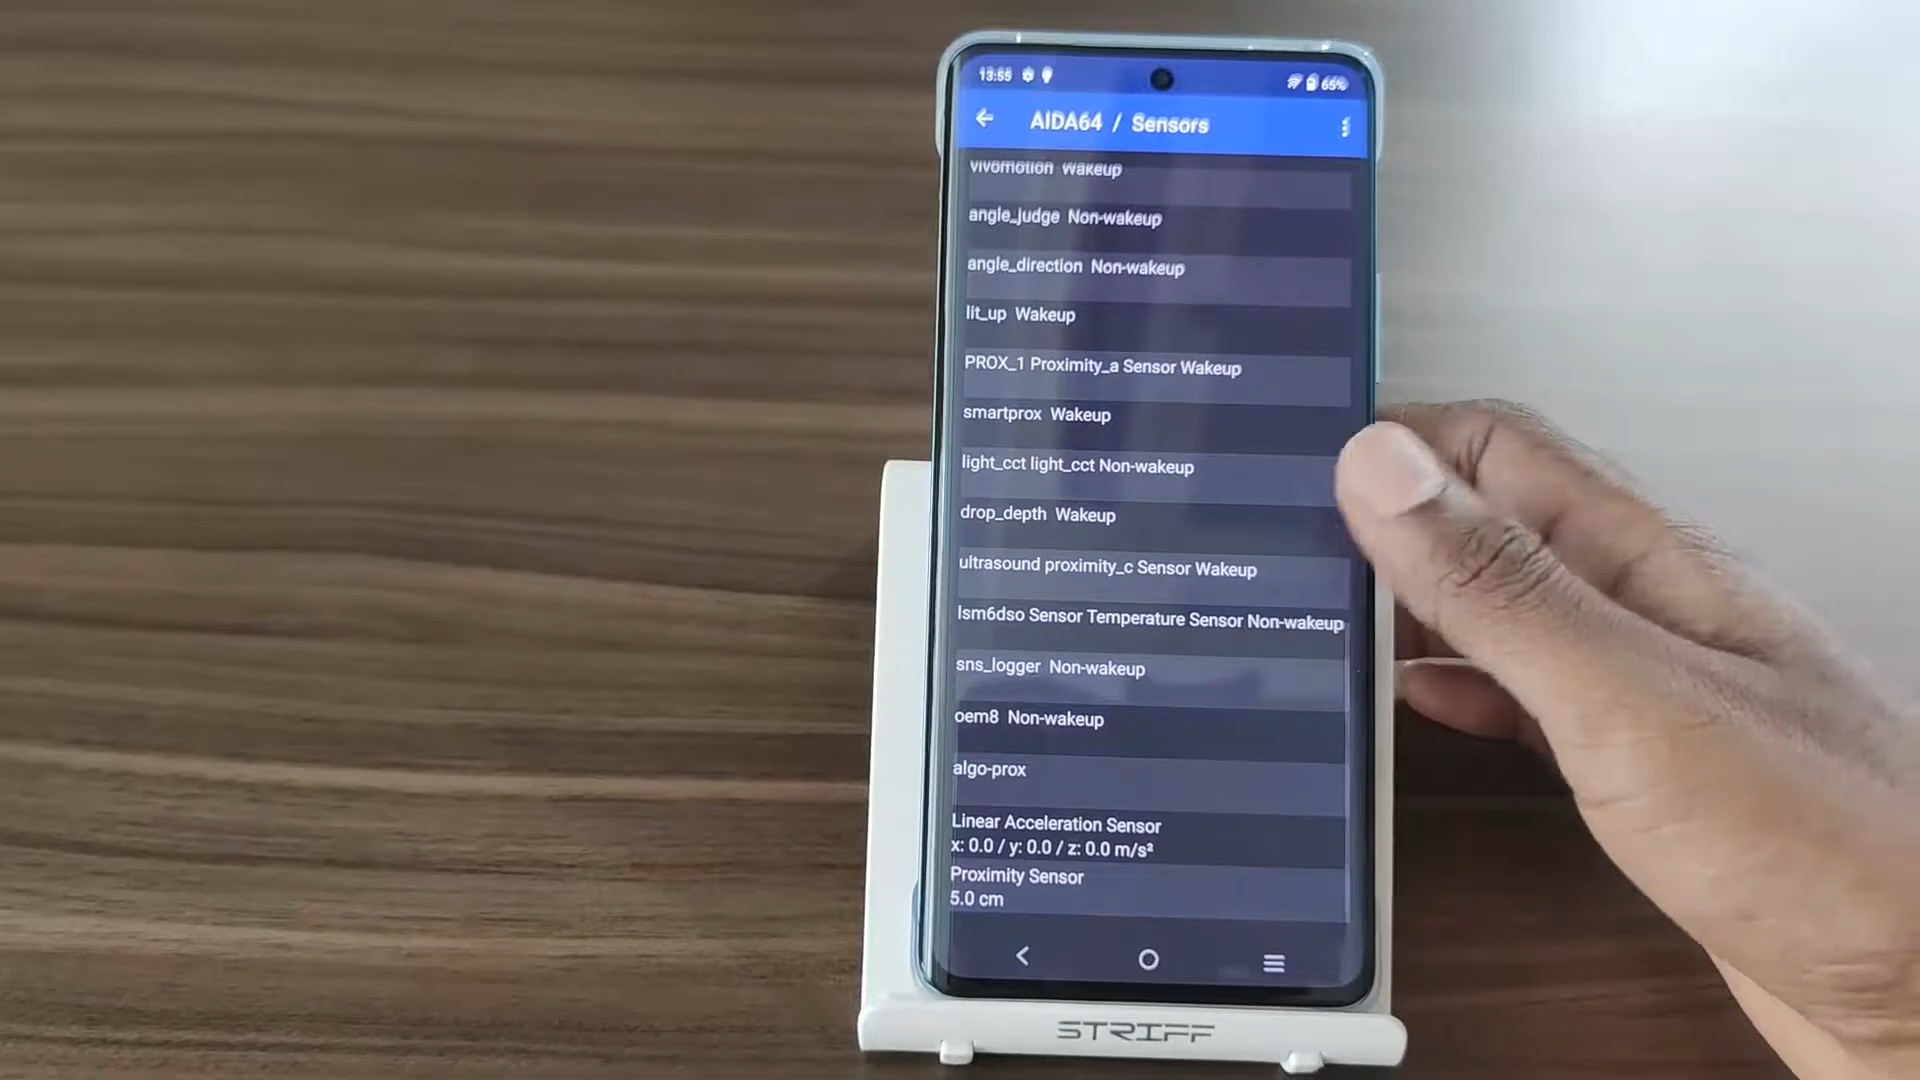 13:55 65%
AIDA64 / Sensors
vivomotion Wakeup
angle_judge Non-wakeup
angle_direction Non-wakeup
lit_up Wakeup
PROX_1 Proximity_a Sensor Wakeup
smartprox Wakeup
light_cct light_cct Non-wakeup
drop_depth Wakeup
ultrasound proximity_c Sensor Wakeup
lsm6dso Sensor Temperature Sensor Non-wakeup
sns_logger Non-wakeup
oem8 Non-wakeup
algo-prox
Linear Acceleration Sensor
x: 0.0 / y: 0.0 / z: 0.0 m/s²
Proximity Sensor
5.0 cm
STRIFF